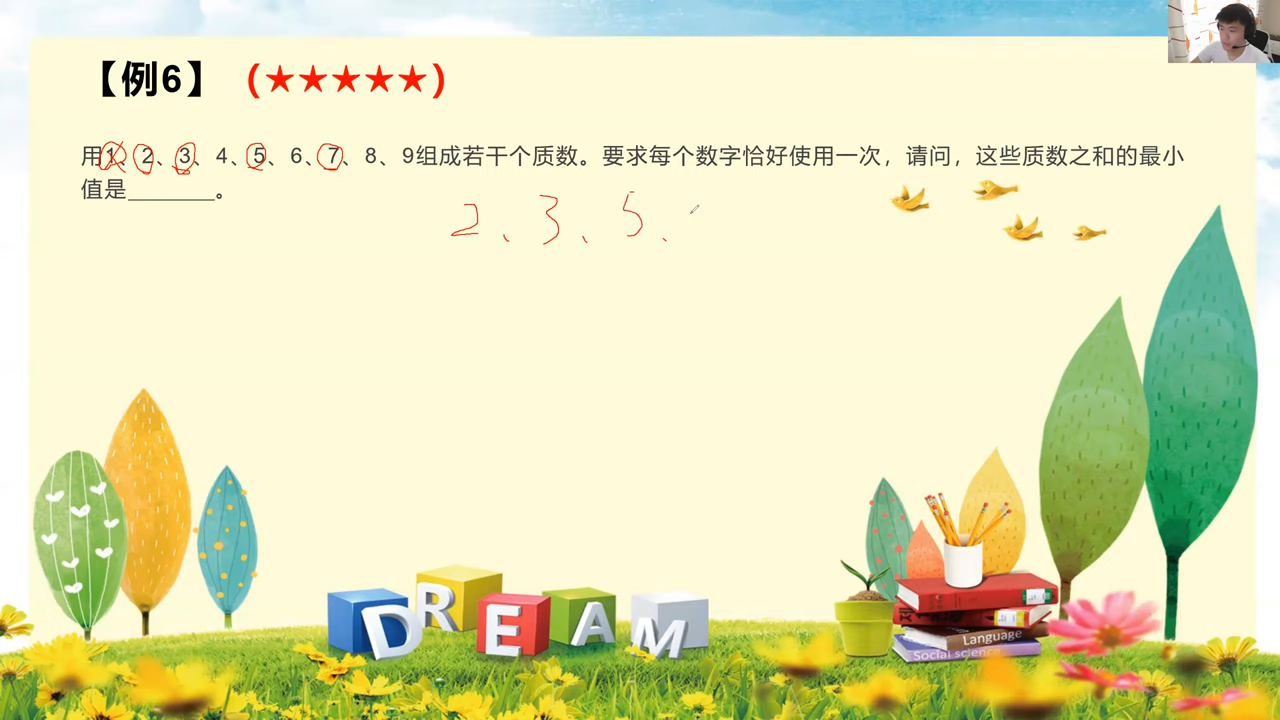 【例6】 (★★★★★)
用1、2、3、4、5、6、7、8、9组成若干个质数。要求每个数字恰好使用一次，请问，这些质数之和的最小
值是_______。
2、3、5、
DREAM
Language
Social science